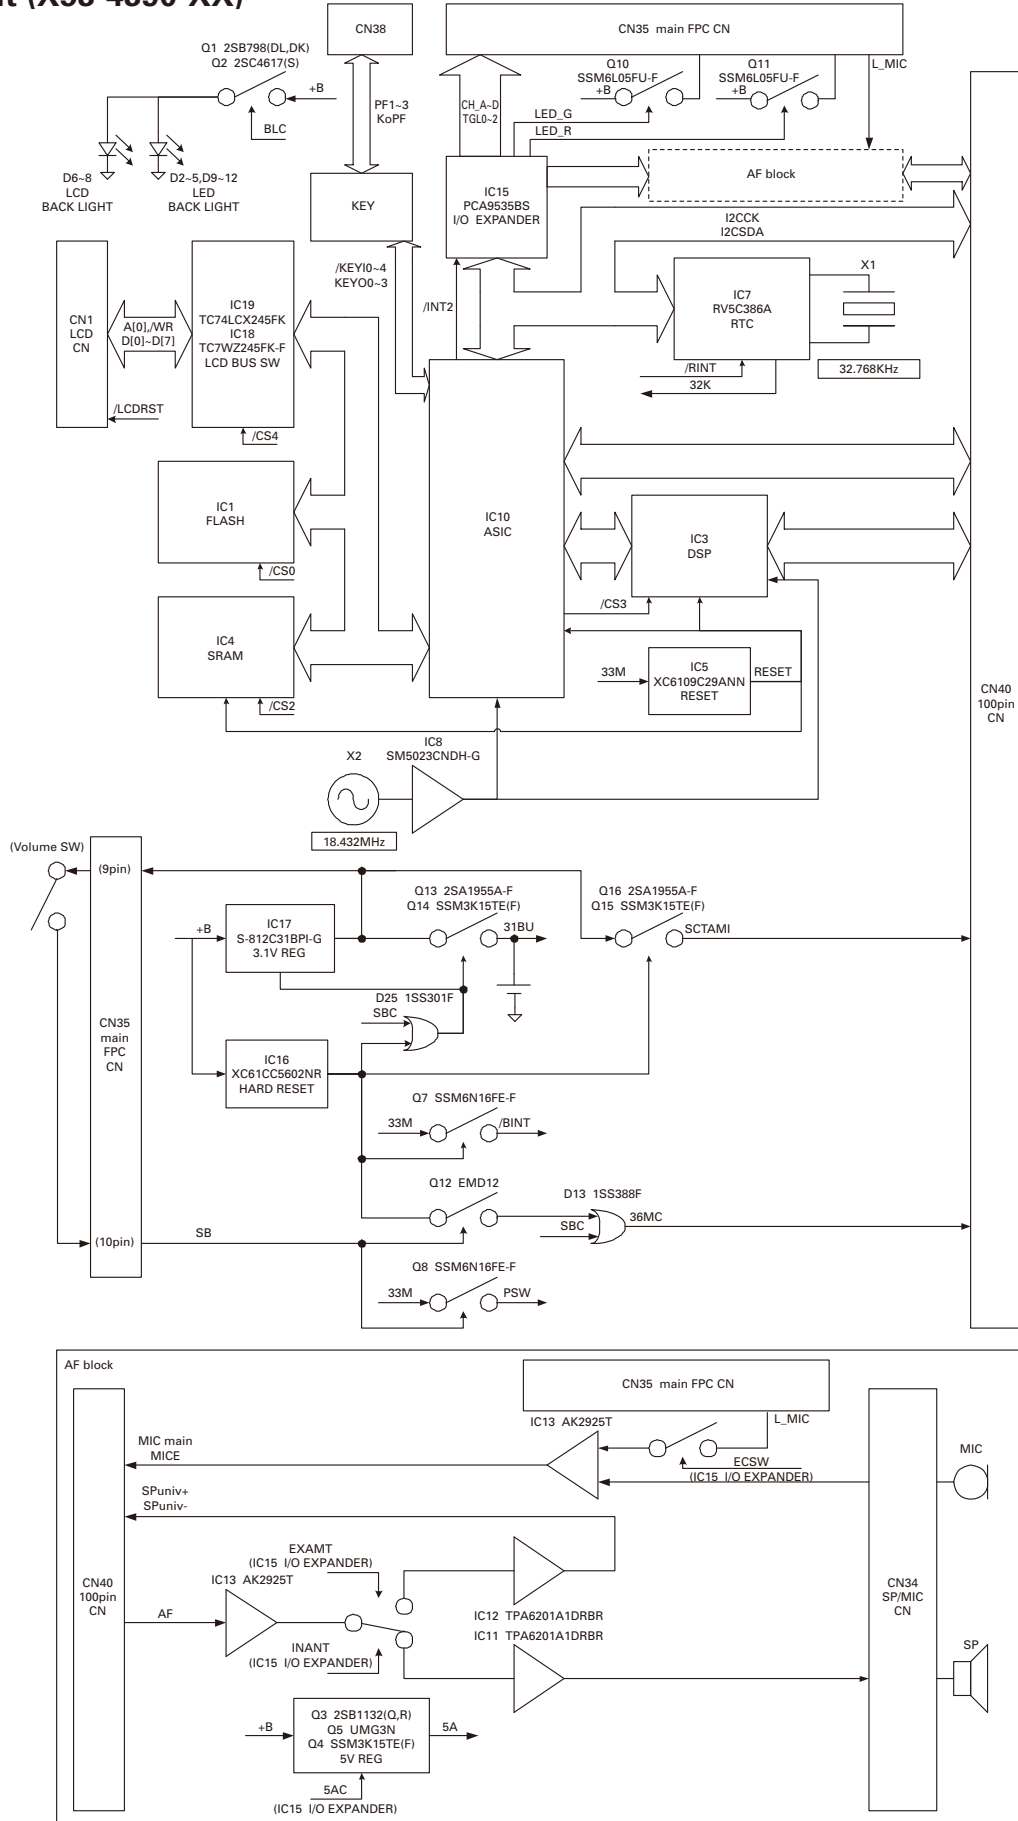 CN38
CN35 main FPC CN
Q1 2SB798(DL,DK)
Q2 2SC4617(S)
+B
BLC
D6~8
LCD
BACK LIGHT
D2~5,D9~12
LED
BACK LIGHT
PF1~3
KoPF
CH_A~D
TGL0~2
Q10
SSM6L05FU-F
+B
Q11
SSM6L05FU-F
+B
L_MIC
LED_G
LED_R
KEY
IC15
PCA9535BS
I/O EXPANDER
AF block
I2CCK
I2CSDA
/KEYI0~4
KEYO0~3
/INT2
CN1
LCD
CN
A[0],/WR
D[0]~D[7]
IC19
TC74LCX245FK
IC18
TC7WZ245FK-F
LCD BUS SW
/LCDRST
/CS4
IC7
RV5C386A
RTC
X1
32.768KHz
/RINT
32K
IC1
FLASH
/CS0
IC10
ASIC
IC3
DSP
/CS3
IC4
SRAM
/CS2
33M
IC5
XC6109C29ANN
RESET
RESET
CN40
100pin
CN
X2
18.432MHz
IC8
SM5023CNDH-G
(Volume SW)
(9pin)
CN35
main
FPC
CN
(10pin)
+B
IC17
S-812C31BPI-G
3.1V REG
Q13 2SA1955A-F
Q14 SSM3K15TE(F)
31BU
Q16 2SA1955A-F
Q15 SSM3K15TE(F)
SCTAMI
D25 1SS301F
SBC
IC16
XC61CC5602NR
HARD RESET
Q7 SSM6N16FE-F
33M
/BINT
Q12 EMD12
D13 1SS388F
SBC
36MC
SB
Q8 SSM6N16FE-F
33M
PSW
AF block
CN35 main FPC CN
IC13 AK2925T
L_MIC
ECSW
(IC15 I/O EXPANDER)
MIC main
MICE
MIC
SPuniv+
SPuniv-
EXAMT
(IC15 I/O EXPANDER)
IC13 AK2925T
CN40
100pin
CN
AF
IC12 TPA6201A1DRBR
IC11 TPA6201A1DRBR
INANT
(IC15 I/O EXPANDER)
CN34
SP/MIC
CN
SP
+B
Q3 2SB1132(Q,R)
Q5 UMG3N
Q4 SSM3K15TE(F)
5V REG
5A
5AC
(IC15 I/O EXPANDER)